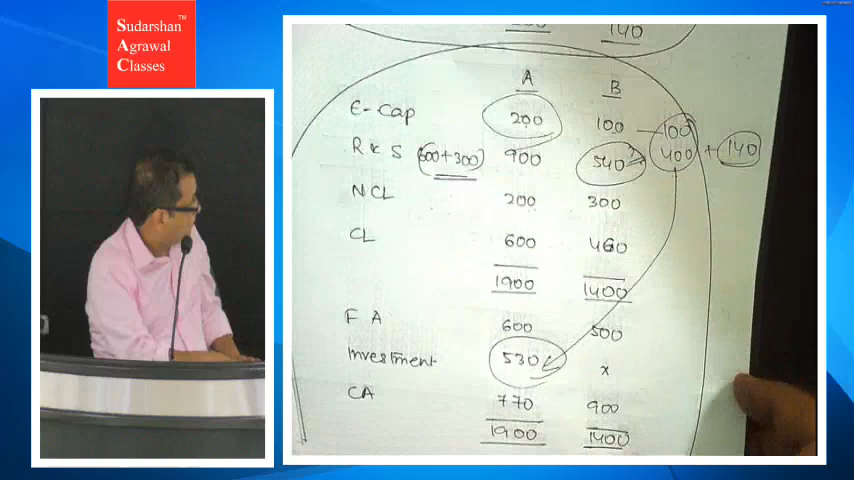 Sudarshan™
Agrawal
Classes
200 140
A B
E-Cap 200 100 — 100
R & S (600+300) 900 540 400 + 140
NCL 200 300
CL 600 460
1900 1400
F A 600 500
Investment 530 x
CA 770 900
1900 1400